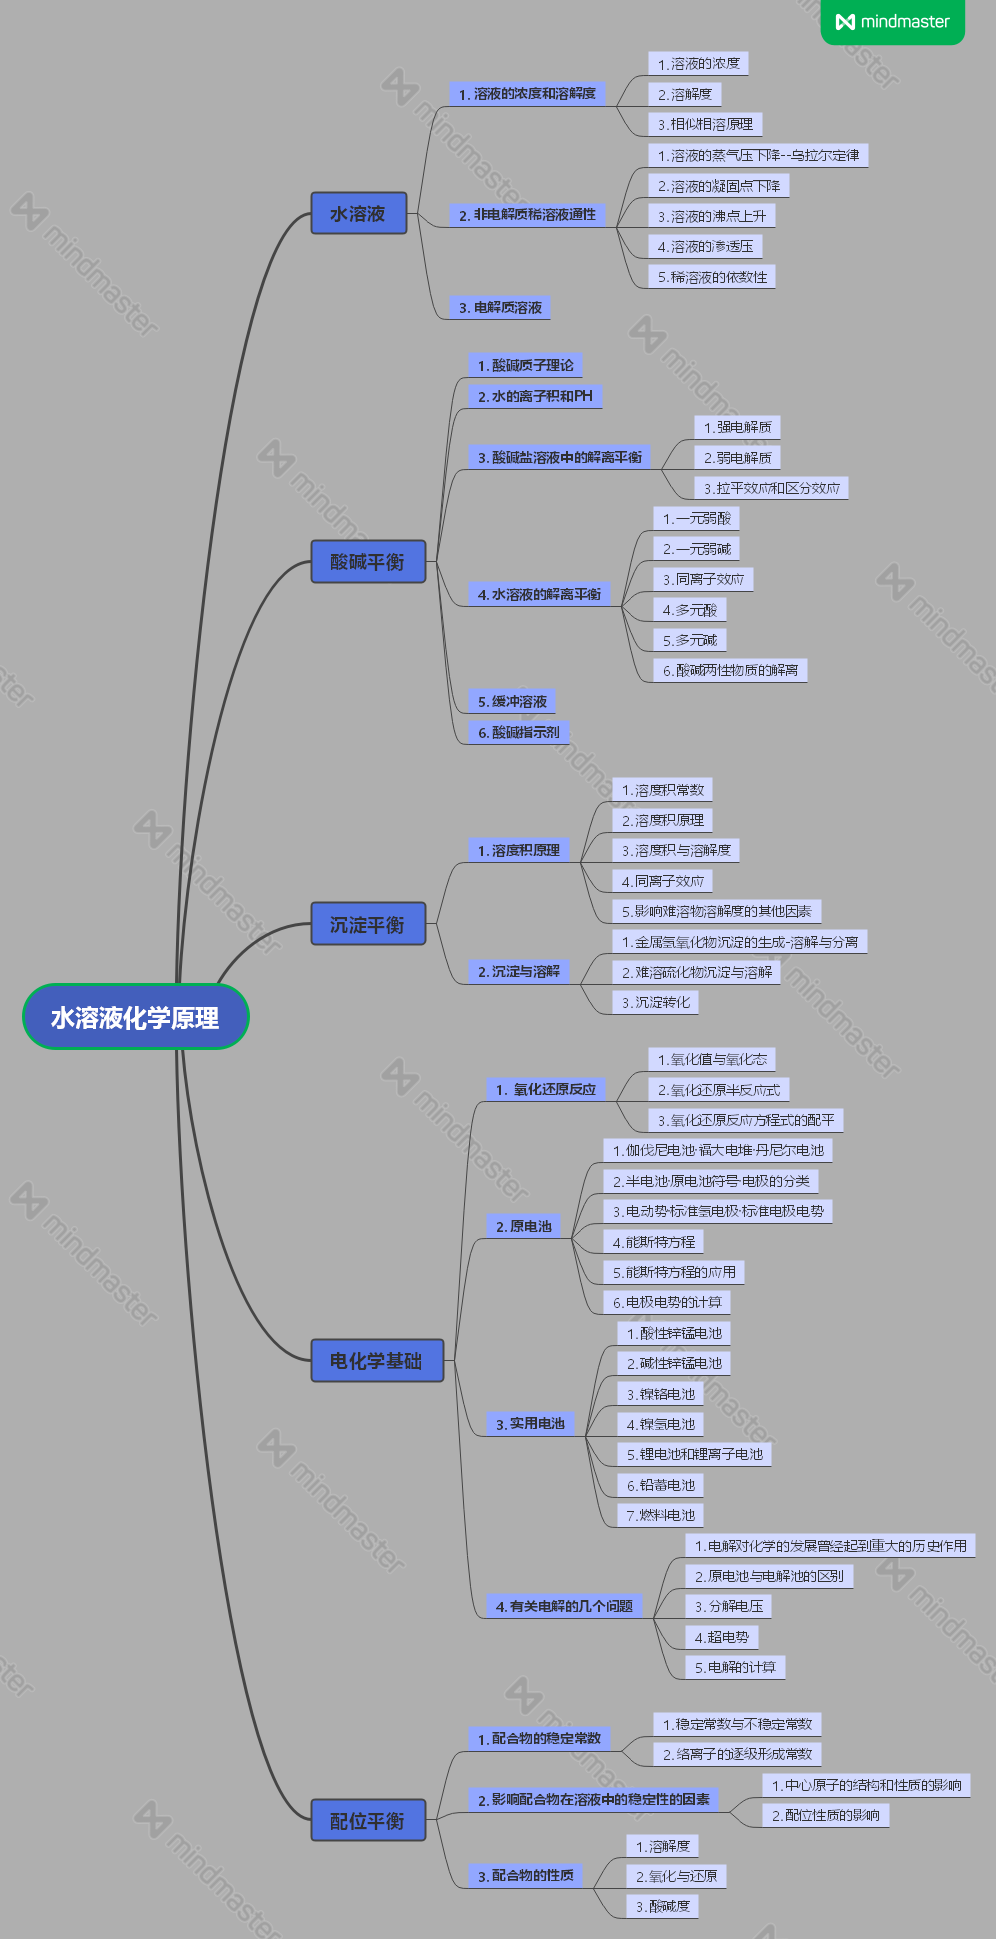 mindmaster
水溶液化学原理
水溶液
1. 溶液的浓度和溶解度
1.溶液的浓度
2.溶解度
3.相似相溶原理
2. 非电解质稀溶液通性
1.溶液的蒸气压下降--乌拉尔定律
2.溶液的凝固点下降
3.溶液的沸点上升
4.溶液的渗透压
5.稀溶液的依数性
3. 电解质溶液
酸碱平衡
1. 酸碱质子理论
2. 水的离子积和PH
3. 酸碱盐溶液中的解离平衡
1.强电解质
2.弱电解质
3.拉平效应和区分效应
4. 水溶液的解离平衡
1.一元弱酸
2.一元弱碱
3.同离子效应
4.多元酸
5.多元碱
6.酸碱两性物质的解离
5. 缓冲溶液
6. 酸碱指示剂
沉淀平衡
1. 溶度积原理
1.溶度积常数
2.溶度积原理
3.溶度积与溶解度
4.同离子效应
5.影响难溶物溶解度的其他因素
2. 沉淀与溶解
1.金属氢氧化物沉淀的生成-溶解与分离
2.难溶硫化物沉淀与溶解
3.沉淀转化
电化学基础
1. 氧化还原反应
1.氧化值与氧化态
2.氧化还原半反应式
3.氧化还原反应方程式的配平
2. 原电池
1.伽伐尼电池·福大电堆·丹尼尔电池
2.半电池·原电池符号·电极的分类
3.电动势·标准氢电极·标准电极电势
4.能斯特方程
5.能斯特方程的应用
6.电极电势的计算
3. 实用电池
1.酸性锌锰电池
2.碱性锌锰电池
3.镍铬电池
4.镍氢电池
5.锂电池和锂离子电池
6.铅蓄电池
7.燃料电池
4. 有关电解的几个问题
1.电解对化学的发展曾经起到重大的历史作用
2.原电池与电解池的区别
3.分解电压
4.超电势
5.电解的计算
配位平衡
1. 配合物的稳定常数
1.稳定常数与不稳定常数
2.络离子的逐级形成常数
2. 影响配合物在溶液中的稳定性的因素
1.中心原子的结构和性质的影响
2.配位性质的影响
3. 配合物的性质
1.溶解度
2.氧化与还原
3.酸碱度